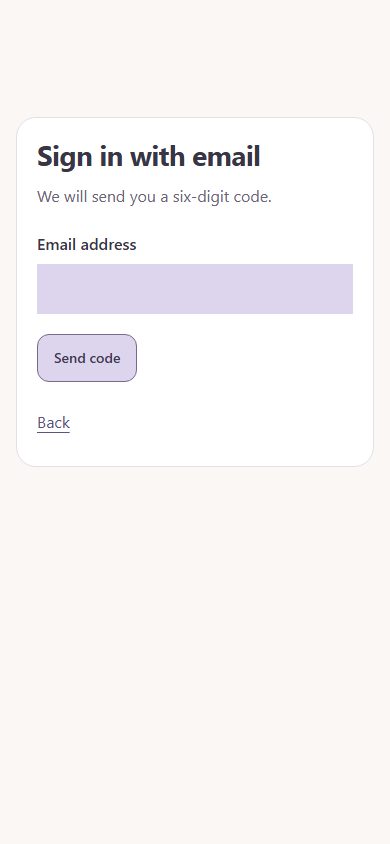 Sign in with email
We will send you a six-digit code.
Email address
Send code
Back